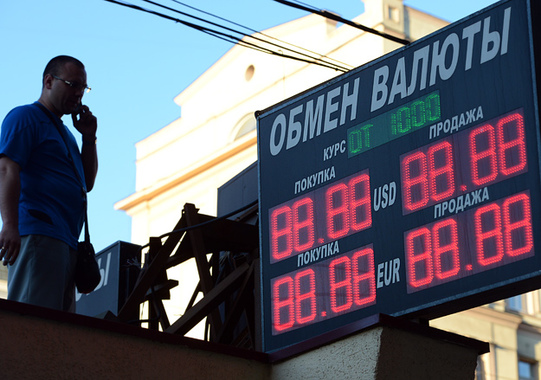 ОБМЕН ВАЛЮТЫ
КУРС ОТ 1000
ПОКУПКА ПРОДАЖА
88.88 USD 88.88
ПОКУПКА ПРОДАЖА
88.88 EUR 88.88